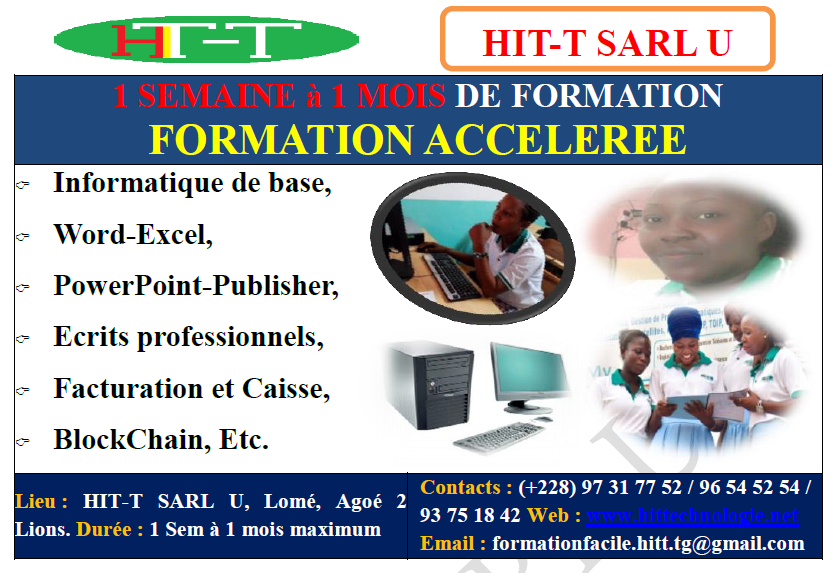 HIT-T
HIT-T SARL U
1 SEMAINE à 1 MOIS DE FORMATION
FORMATION ACCELEREE
Informatique de base,
Word-Excel,
PowerPoint-Publisher,
Ecrits professionnels,
Facturation et Caisse,
BlockChain, Etc.
Lieu : HIT-T SARL U, Lomé, Agoé 2
Lions. Durée : 1 Sem à 1 mois maximum
Contacts : (+228) 97 31 77 52 / 96 54 52 54 /
93 75 18 42 Web : www.hittechnologie.net
Email : formationfacile.hitt.tg@gmail.com